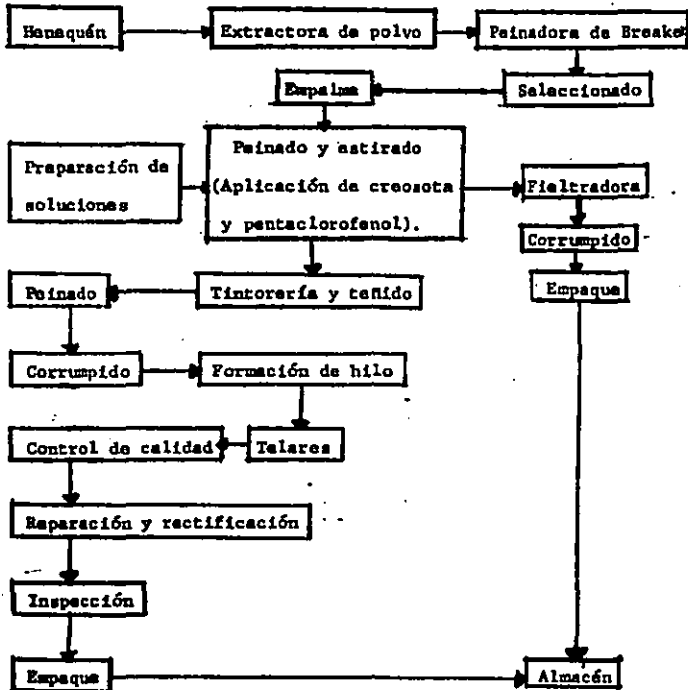 Henequén
Extractora de polvo
Peinadora de Breake
Seleccionado
Empalme
Preparación de
soluciones
Peinado y estirado
(Aplicación de creosota
y pentaclorofenol).
Fieltradora
Corrumpido
Empaque
Tintorería y teñido
Peinado
Corrumpido
Formación de hilo
Telares
Control de calidad
Reparación y rectificación
Inspección
Empaque
Almacén